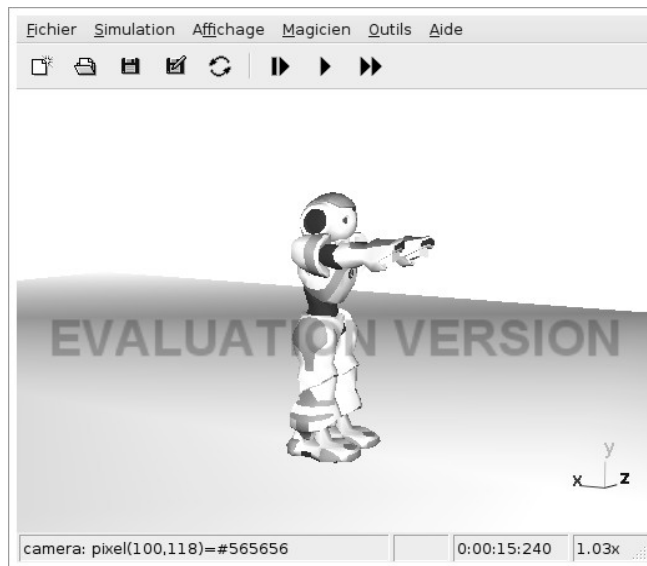 Fichier Simulation Affichage Magicien Outils Aide
EVALUATION VERSION
y
x z
camera: pixel(100,118)=#565656 0:00:15:240 1.03x